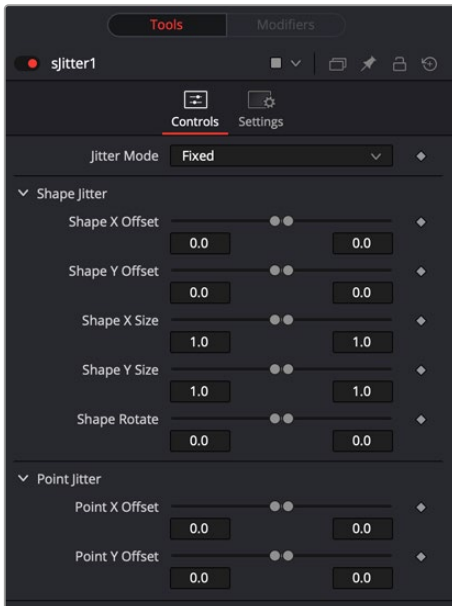 Tools Modifiers
sJitter1
Controls Settings
Jitter Mode Fixed
Shape Jitter
Shape X Offset
0.0 0.0
Shape Y Offset
0.0 0.0
Shape X Size
1.0 1.0
Shape Y Size
1.0 1.0
Shape Rotate
0.0 0.0
Point Jitter
Point X Offset
0.0 0.0
Point Y Offset
0.0 0.0